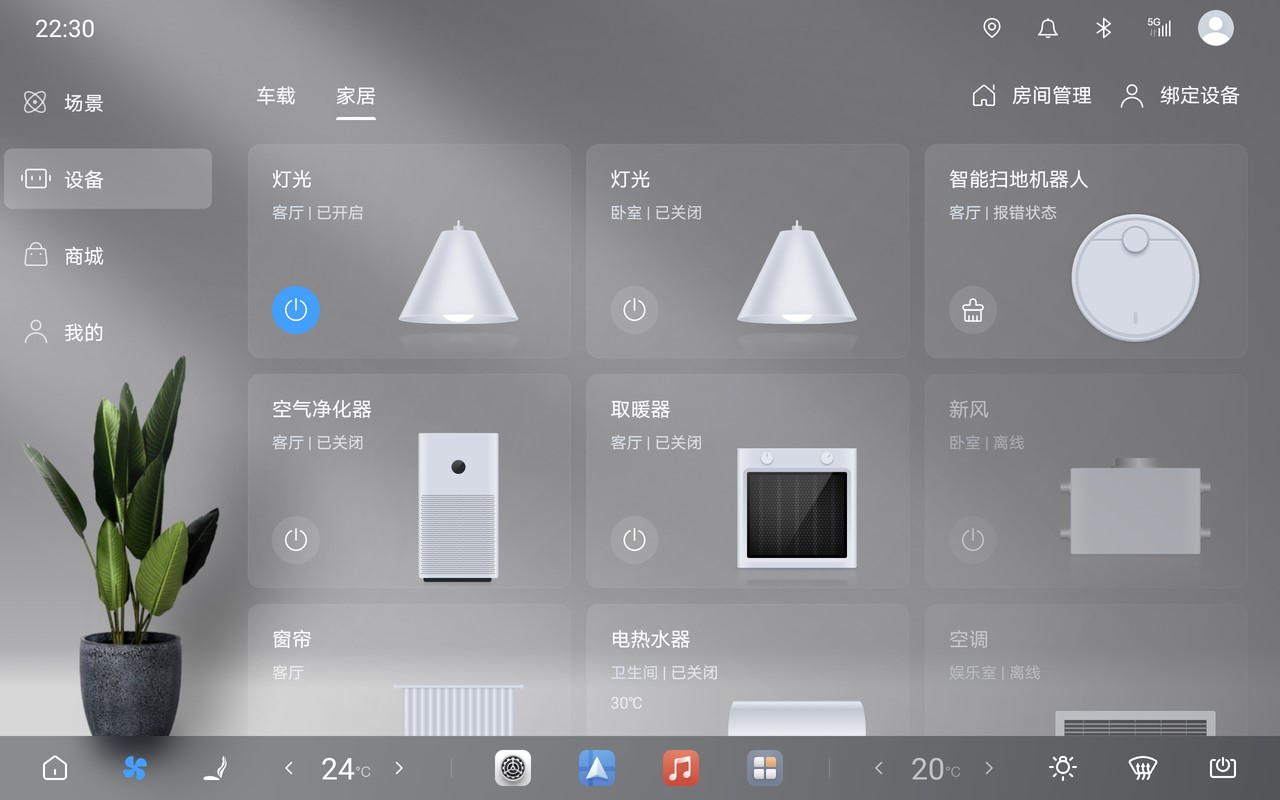 22:30
5G
场景
设备
商城
我的
车载
家居
房间管理
绑定设备
灯光
客厅 | 已开启
灯光
卧室 | 已关闭
智能扫地机器人
客厅 | 报错状态
空气净化器
客厅 | 已关闭
取暖器
客厅 | 已关闭
新风
卧室 | 离线
窗帘
客厅
电热水器
卫生间 | 已关闭
30℃
空调
娱乐室 | 离线
24°C
20°C